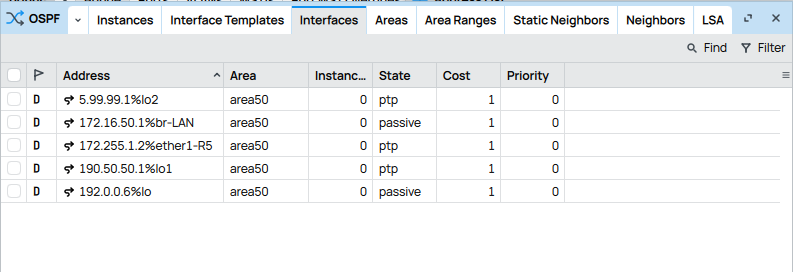 OSPF Instances Interface Templates Interfaces Areas Area Ranges Static Neighbors Neighbors LSA
Find Filter
Address Area Instanc... State Cost Priority
D 5.99.99.1%lo2 area50 0 ptp 1 0
D 172.16.50.1%br-LAN area50 0 passive 1 0
D 172.255.1.2%ether1-R5 area50 0 ptp 1 0
D 190.50.50.1%lo1 area50 0 ptp 1 0
D 192.0.0.6%lo area50 0 passive 1 0